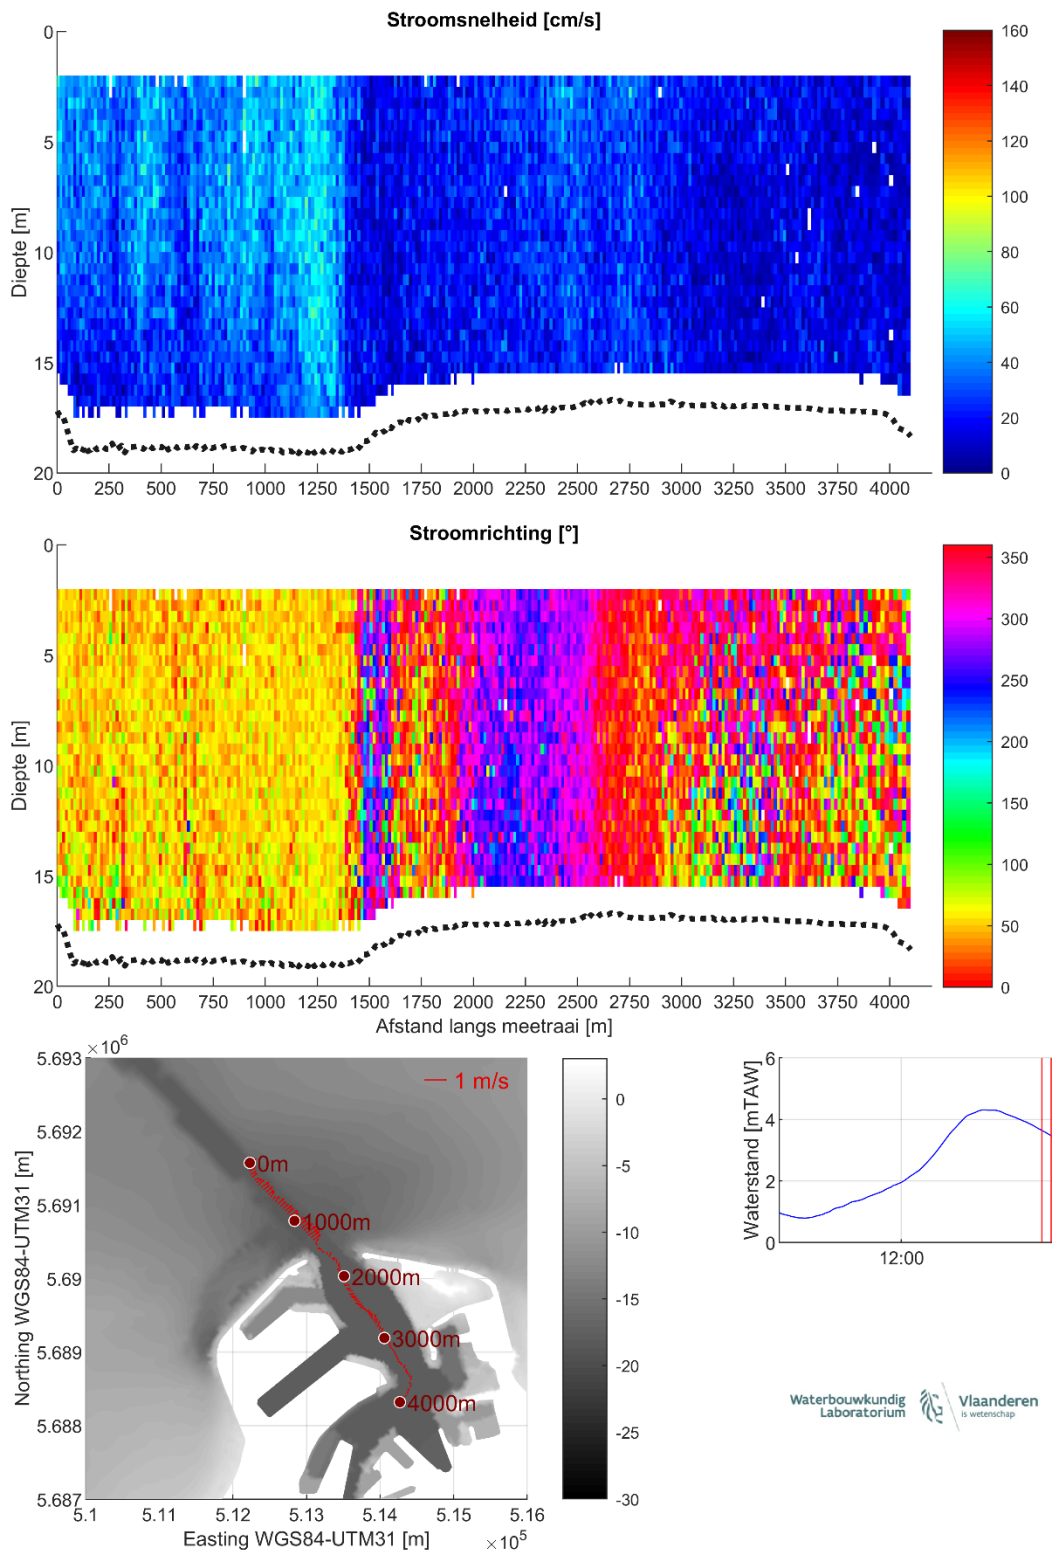 Stroomsnelheid [cm/s]
Diepte [m]
0
5
10
15
20
0 250 500 750 1000 1250 1500 1750 2000 2250 2500 2750 3000 3250 3500 3750 4000
160
140
120
100
80
60
40
20
0
Stroomrichting [°]
Diepte [m]
0
5
10
15
20
0 250 500 750 1000 1250 1500 1750 2000 2250 2500 2750 3000 3250 3500 3750 4000
Afstand langs meetraai [m]
350
300
250
200
150
100
50
0
×10⁶
Northing WGS84-UTM31 [m]
5.693
5.692
5.691
5.69
5.689
5.688
5.687
1 m/s
0m
1000m
2000m
3000m
4000m
5.1 5.11 5.12 5.13 5.14 5.15 5.16
Easting WGS84-UTM31 [m]
×10⁵
0
-5
-10
-15
-20
-25
-30
Waterstand [mTAW]
6
4
2
0
12:00
Waterbouwkundig
Laboratorium
Vlaanderen
is wetenschap